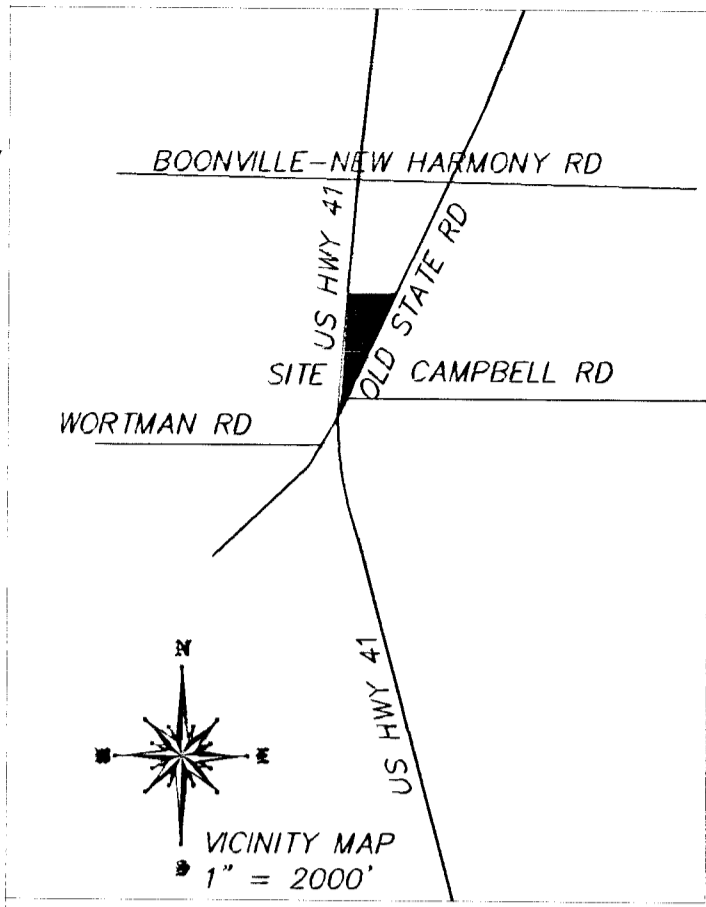 BOONVILLE-NEW HARMONY RD
US HWY 41
OLD STATE RD
SITE
CAMPBELL RD
WORTMAN RD
US HWY 41
N
VICINITY MAP
1" = 2000'